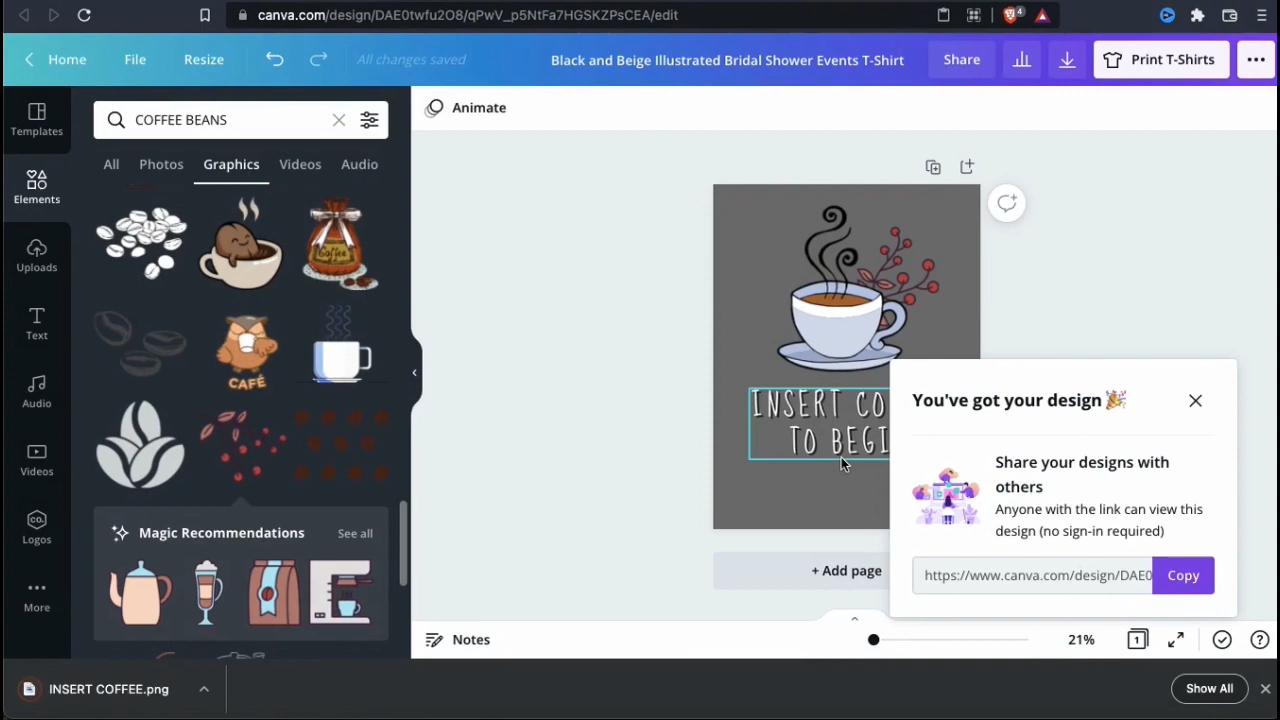 canva.com/design/DAE0twfu2O8/qPwV_p5NtFa7HGSKZPsCEA/edit
4
Home
File
Resize
All changes saved
Black and Beige Illustrated Bridal Shower Events T-Shirt
Share
Print T-Shirts
Templates
Elements
Uploads
Text
Audio
Videos
CO.
Logos
More
COFFEE BEANS
All
Photos
Graphics
Videos
Audio
Coffee
CAFÉ
Magic Recommendations
See all
Animate
INSERT CO
TO BEGI
+ Add page
You've got your design
Share your designs with
others
Anyone with the link can view this
design (no sign-in required)
https://www.canva.com/design/DAE0
Copy
Notes
21%
1
INSERT COFFEE.png
Show All